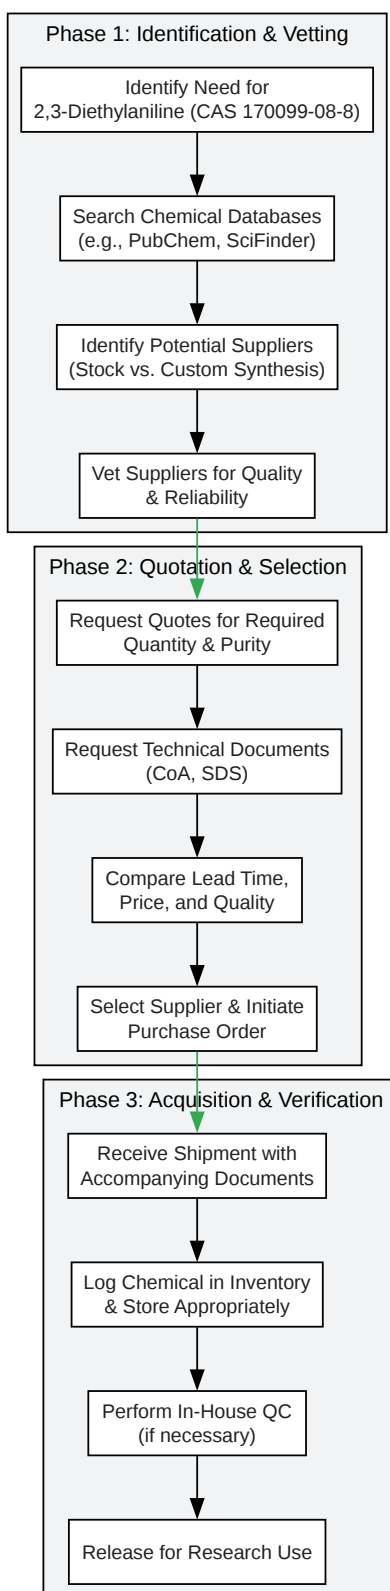 Phase 1: Identification & Vetting
Identify Need for
2,3-Diethylaniline (CAS 170099-08-8)
Search Chemical Databases
(e.g., PubChem, SciFinder)
Identify Potential Suppliers
(Stock vs. Custom Synthesis)
Vet Suppliers for Quality
& Reliability
Phase 2: Quotation & Selection
Request Quotes for Required
Quantity & Purity
Request Technical Documents
(CoA, SDS)
Compare Lead Time,
Price, and Quality
Select Supplier & Initiate
Purchase Order
Phase 3: Acquisition & Verification
Receive Shipment with
Accompanying Documents
Log Chemical in Inventory
& Store Appropriately
Perform In-House QC
(if necessary)
Release for Research Use